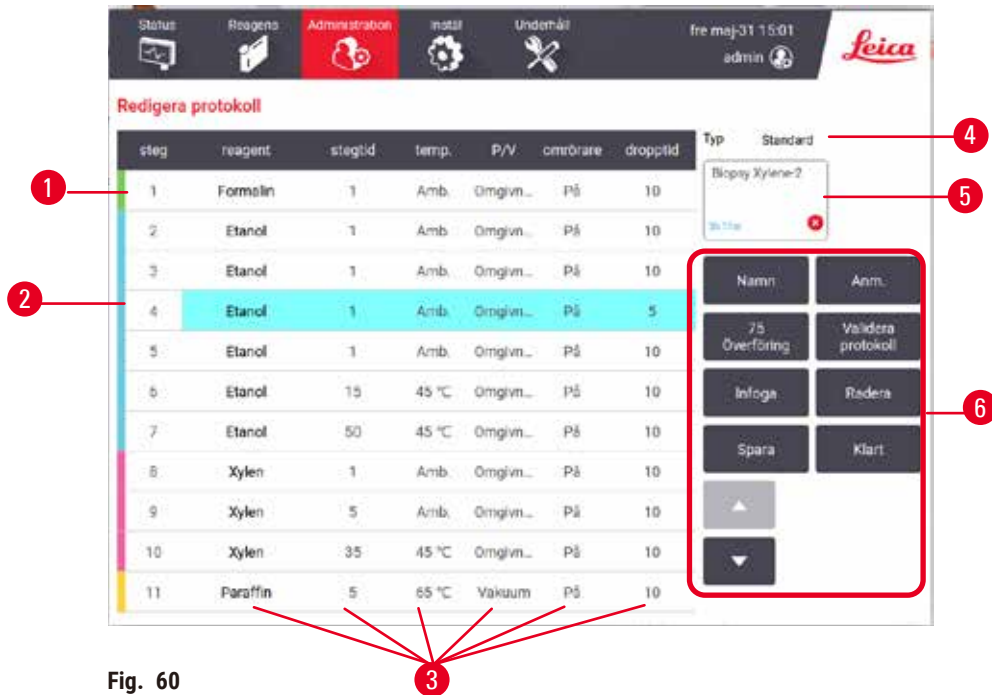 Status Reagens Administration Inställ Underhåll fre maj-31 15:01
admin Leica
Redigera protokoll
steg reagent stegtid temp. P/V omrörare dropptid
Typ Standard 4
1 1 Formalin 1 Amb. Omgivn... På 10
Biopsy Xylene-2 5
2 Etanol 1 Amb. Omgivn... På 10
3 Etanol 1 Amb. Omgivn... På 10
Namn Anm.
2 4 Etanol 1 Amb. Omgivn... På 5
75 Överföring
Validera protokoll
5 Etanol 1 Amb. Omgivn... På 10
6 Etanol 15 45 °C Omgivn... På 10
Infoga Radera 6
7 Etanol 50 45 °C Omgivn... På 10
Spara Klart
8 Xylen 1 Amb. Omgivn... På 10
9 Xylen 5 Amb. Omgivn... På 10
10 Xylen 35 45 °C Omgivn... På 10
11 Paraffin 5 65 °C Vakuum På 10
Fig. 60 3